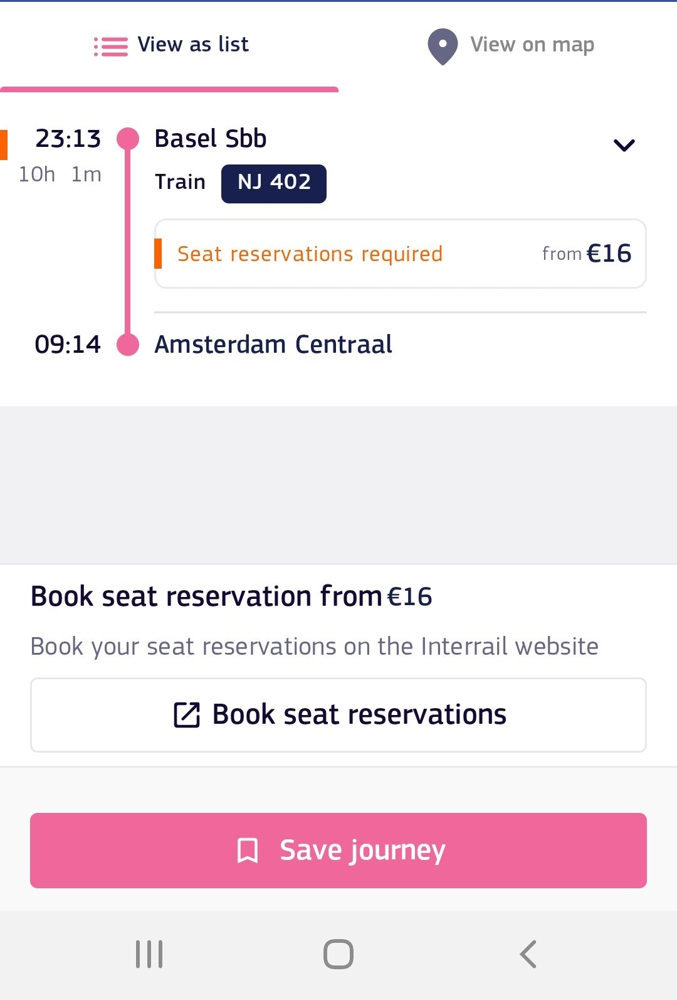 View as list
View on map
23:13 Basel Sbb
10h 1m Train NJ 402
Seat reservations required from €16
09:14 Amsterdam Centraal
Book seat reservation from €16
Book your seat reservations on the Interrail website
Book seat reservations
Save journey